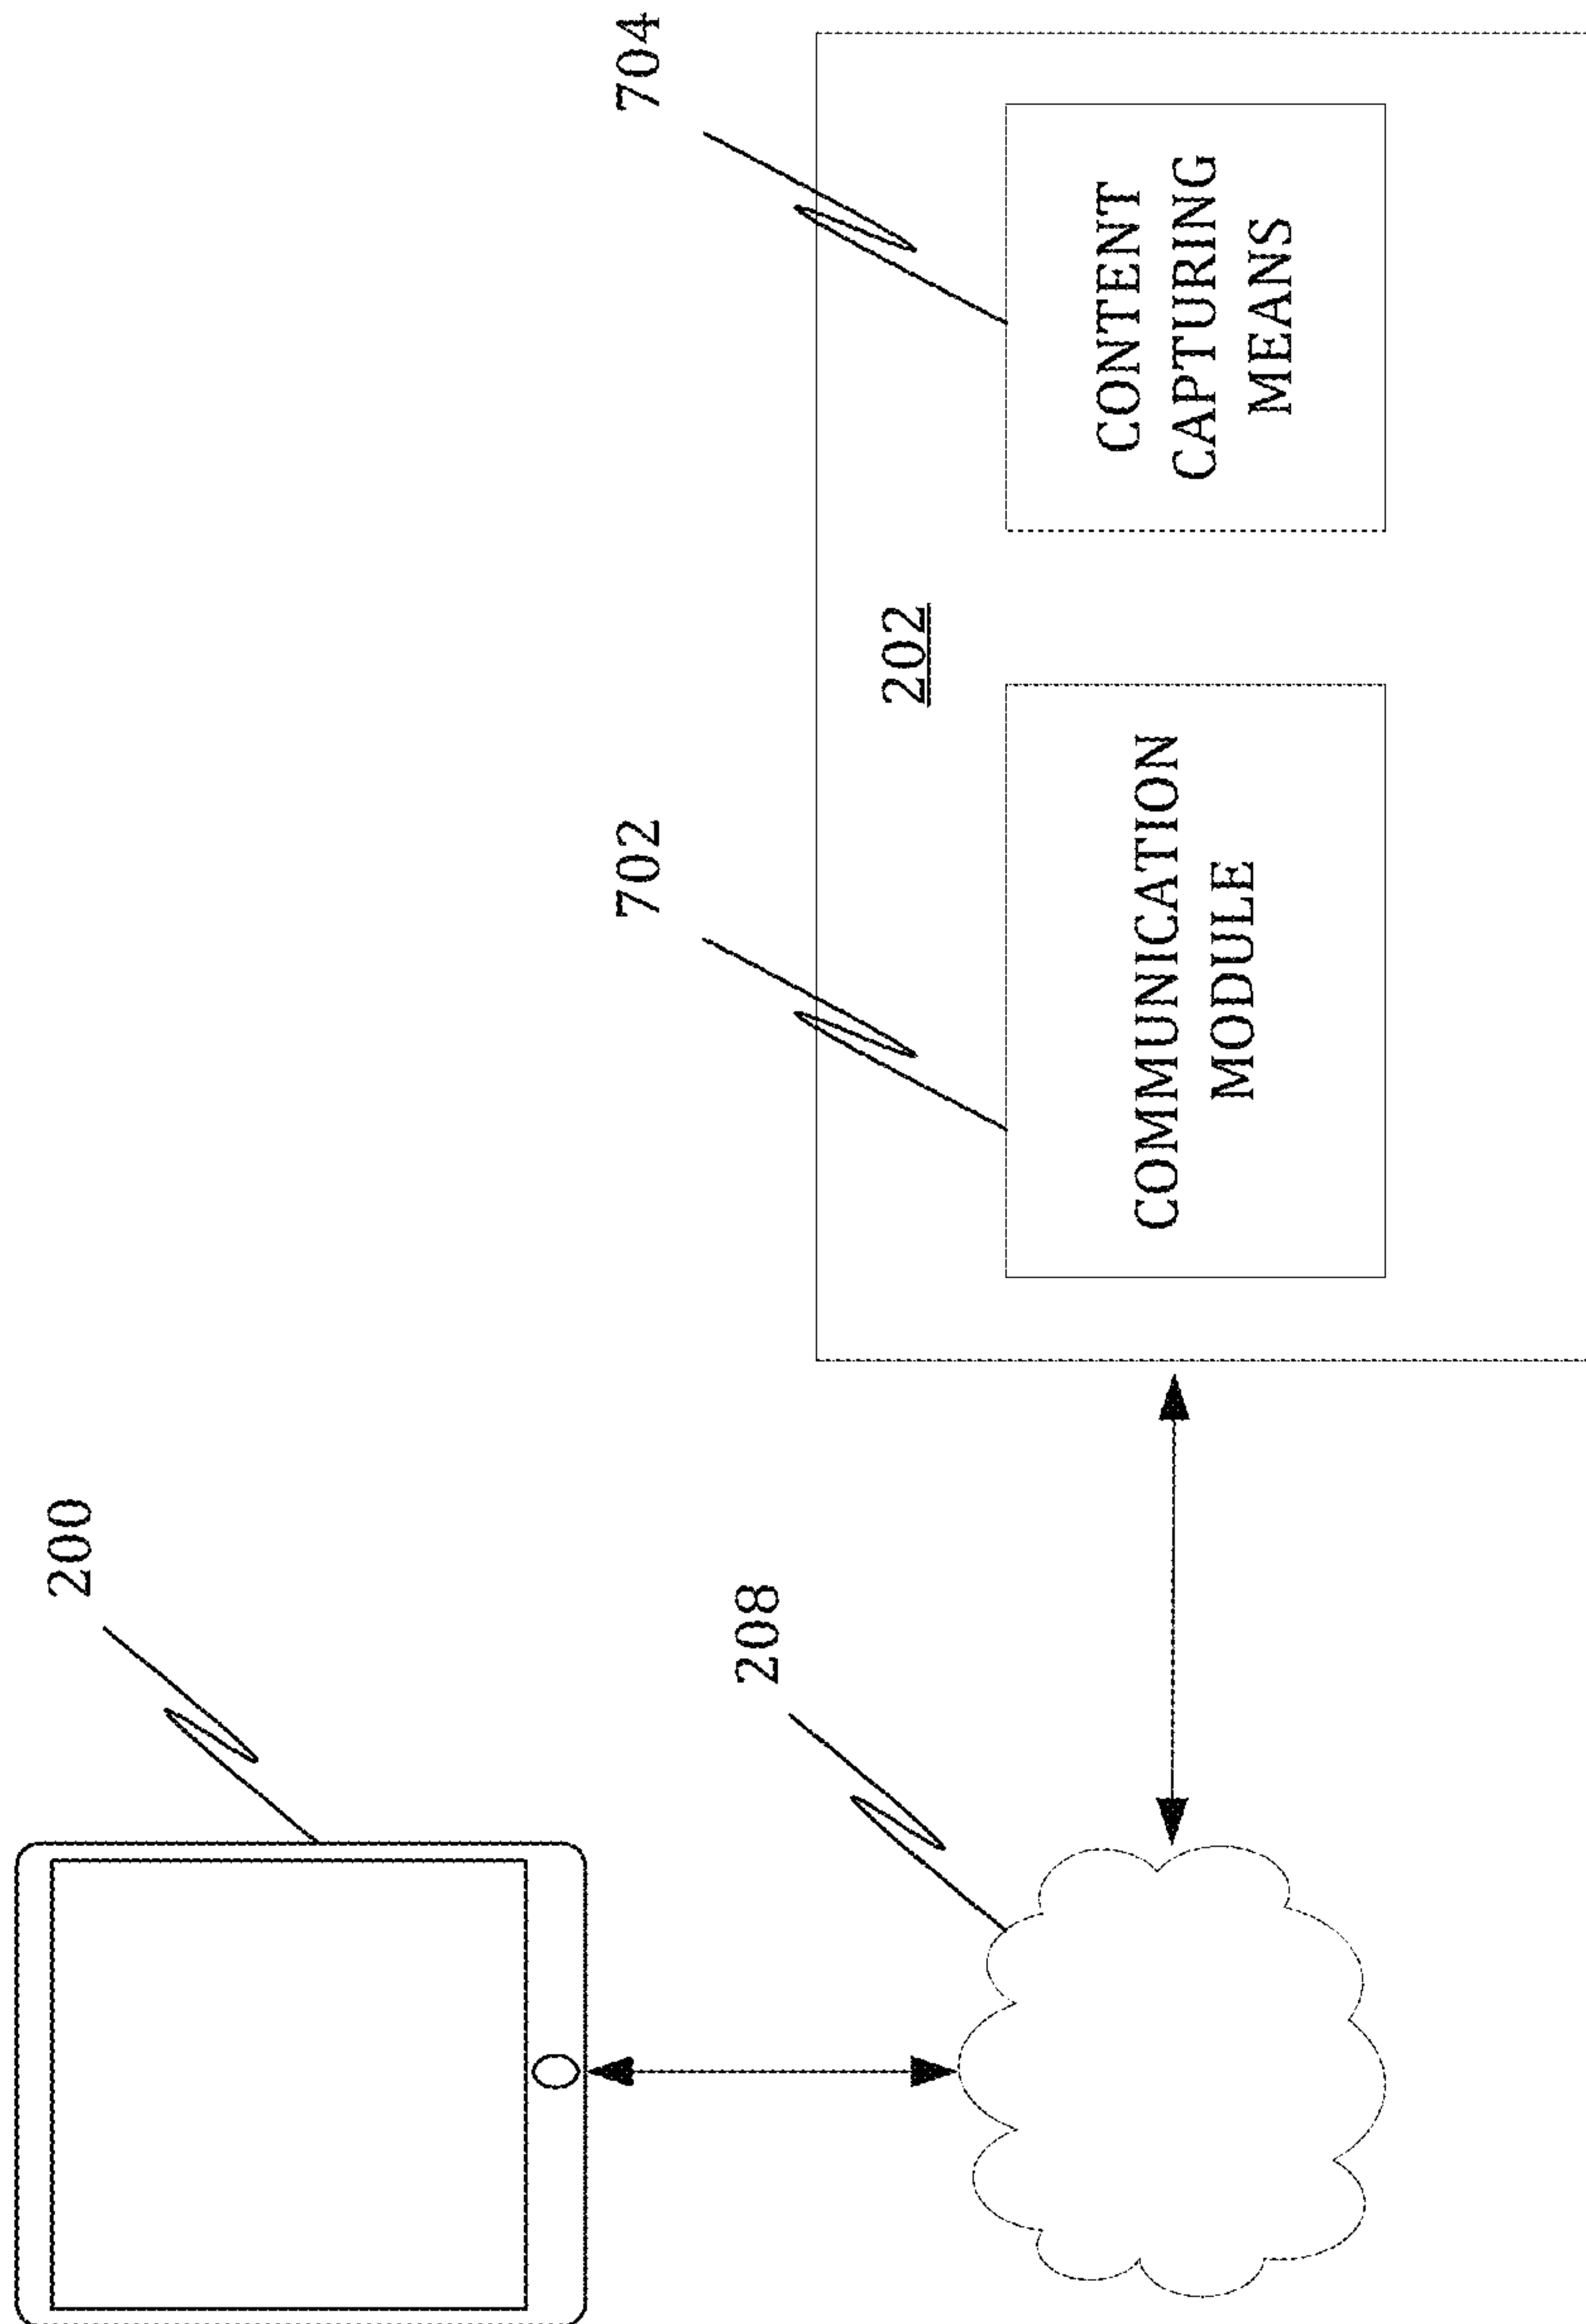 200
702
704
208
202
COMMUNICATION
MODULE
CONTENT
CAPTURING
MEANS